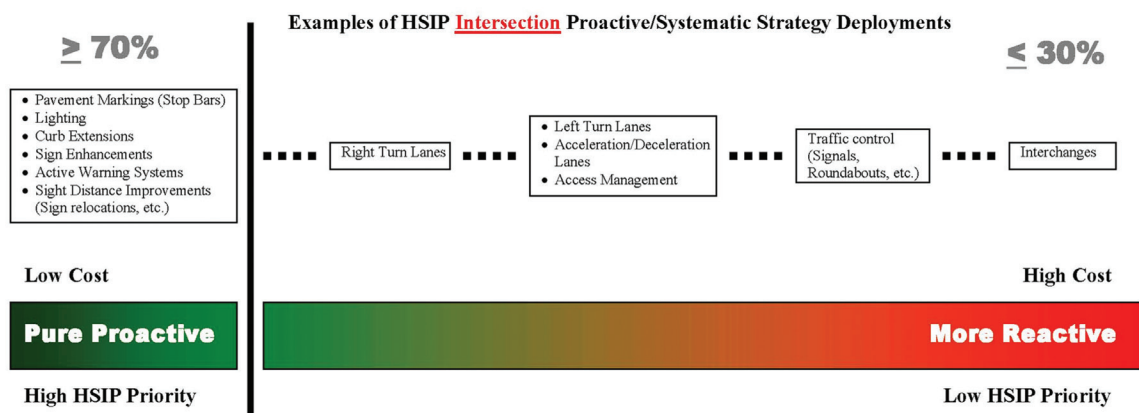 Examples of HSIP Intersection Proactive/Systematic Strategy Deployments
≥ 70%
≤ 30%
• Pavement Markings (Stop Bars)
• Lighting
• Curb Extensions
• Sign Enhancements
• Active Warning Systems
• Sight Distance Improvements
(Sign relocations, etc.)
Right Turn Lanes
• Left Turn Lanes
• Acceleration/Deceleration
Lanes
• Access Management
Traffic control
(Signals,
Roundabouts, etc.)
Interchanges
Low Cost
High Cost
Pure Proactive
More Reactive
High HSIP Priority
Low HSIP Priority